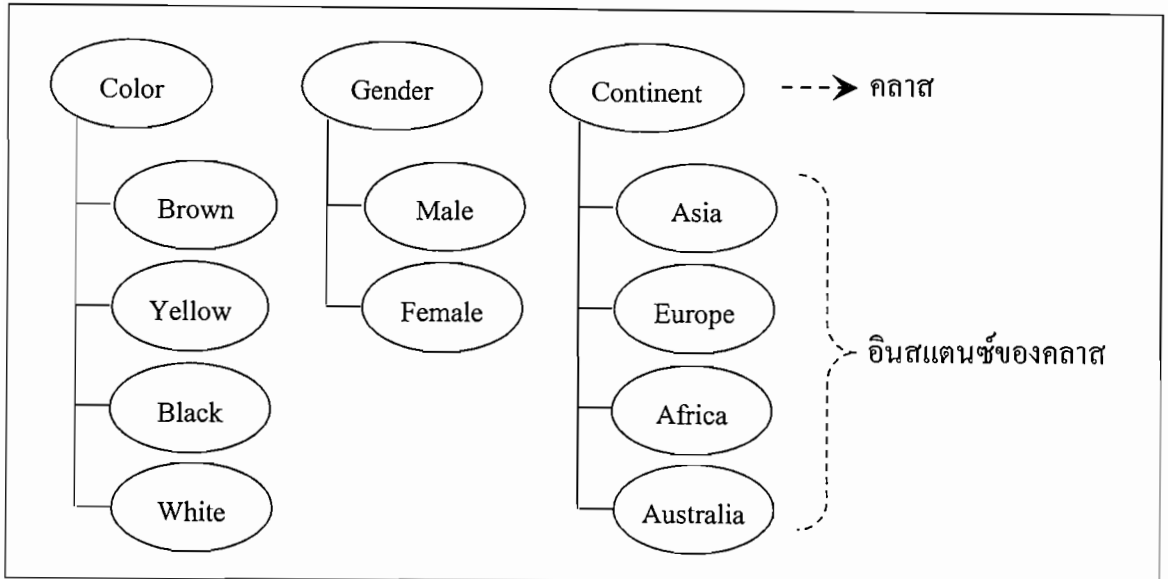 Color
Gender
Continent
คลาส
Brown
Male
Asia
Yellow
Female
Europe
อินสแตนซ์ของคลาส
Black
Africa
White
Australia